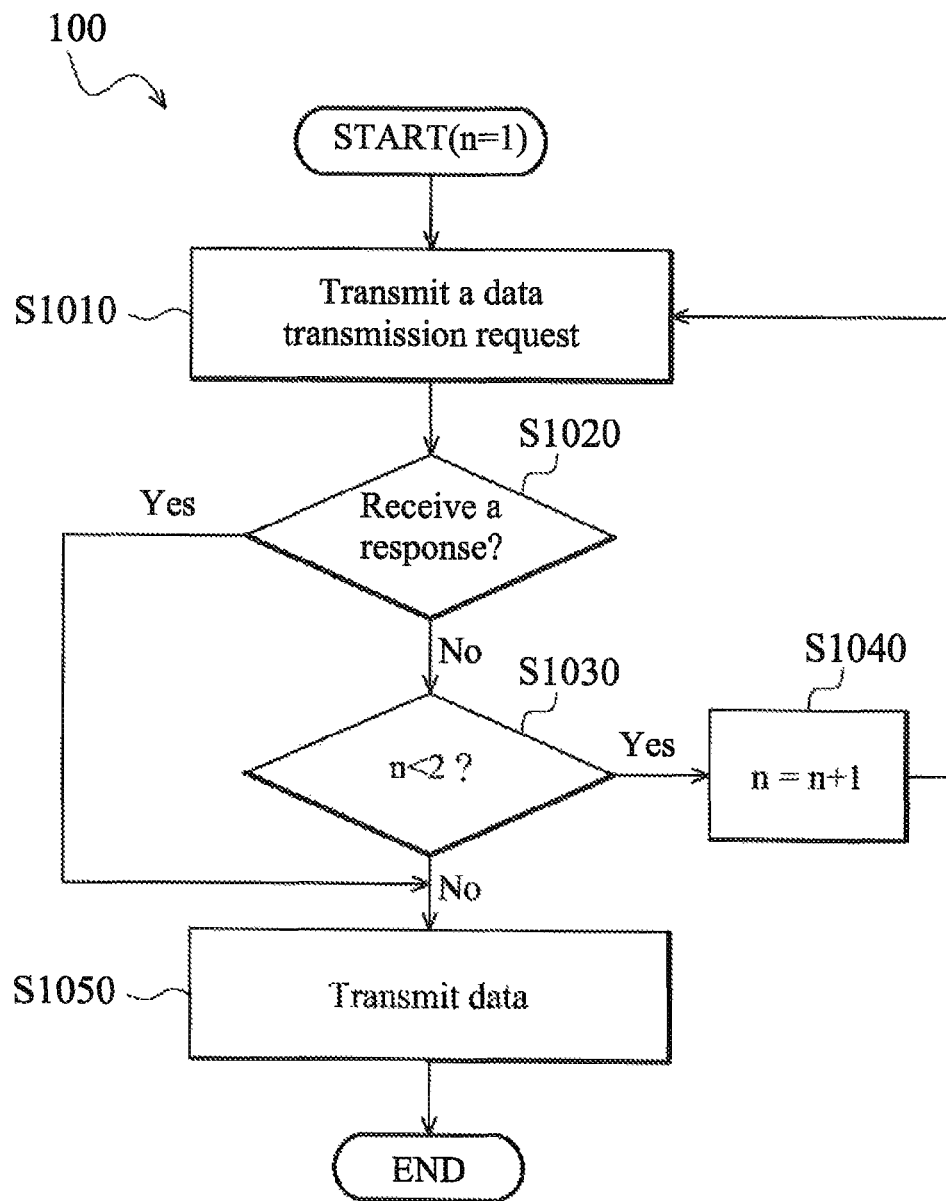 100
START(n=1)
S1010
Transmit a data
transmission request
S1020
Yes
Receive a
response?
No
S1030
S1040
n<2 ?
Yes
n = n+1
No
S1050
Transmit data
END